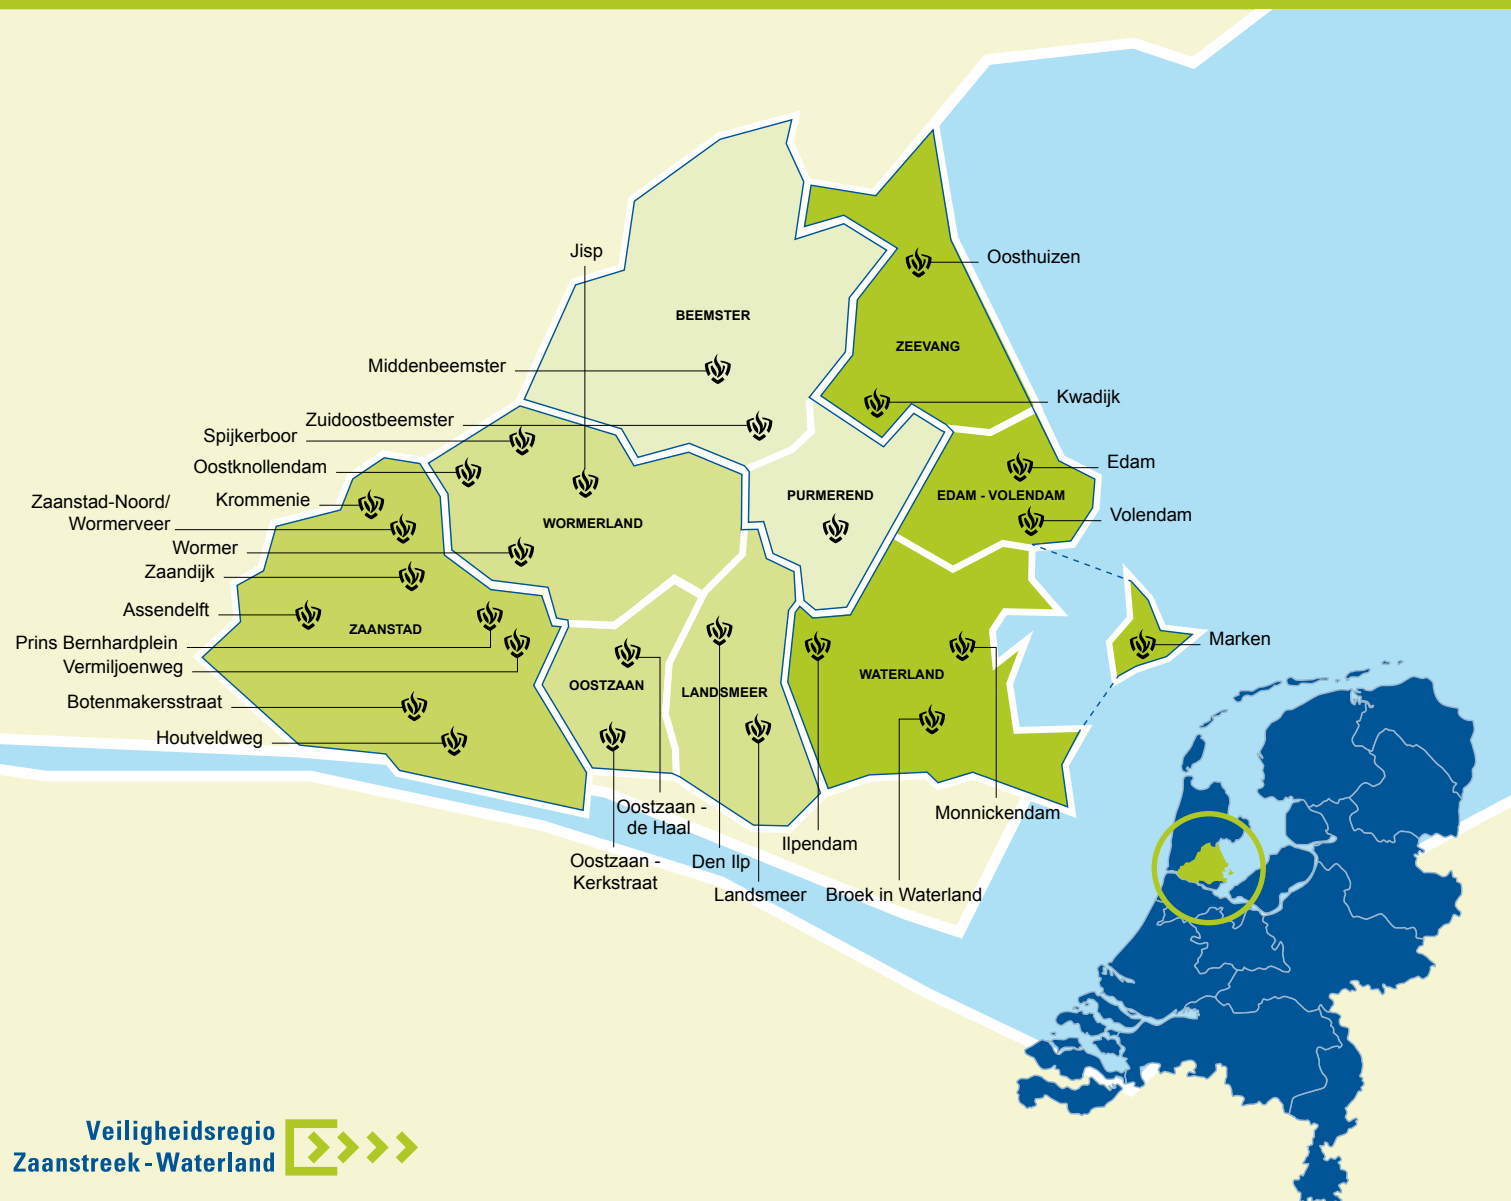 Jisp
Oosthuizen
BEEMSTER
ZEEVANG
Middenbeemster
Kwadijk
Zuidoostbeemster
Spijkerboor
Edam
Oostknollendam
Krommenie
PURMEREND
EDAM - VOLENDAM
Zaanstad-Noord/
Wormerveer
Volendam
WORMERLAND
Wormer
Zaandijk
Assendelft
ZAANSTAD
Prins Bernhardplein
Marken
Vermiljoenweg
WATERLAND
OOSTZAAN
LANDSMEER
Botenmakersstraat
Houtveldweg
Oostzaan -
de Haal
Monnickendam
Ilpendam
Oostzaan -
Kerkstraat
Den Ilp
Landsmeer
Broek in Waterland
Veiligheidsregio
Zaanstreek-Waterland